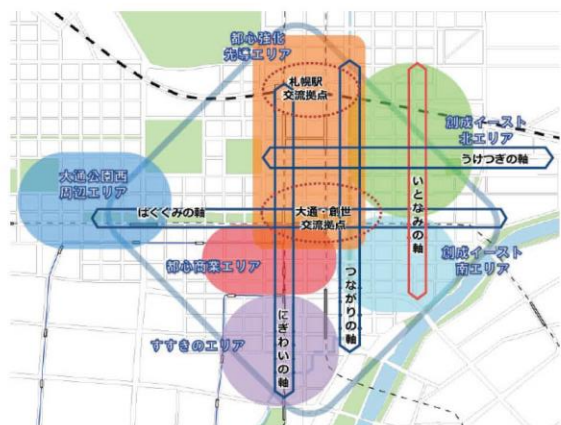 都心強化
先導エリア
札幌駅
交流拠点
創成イースト
北エリア
うけつぎの軸
大通公園西
周辺エリア
はぐくみの軸
大通・創世
交流拠点
いとなみの軸
都心商業エリア
つながりの軸
創成イースト
南エリア
にぎわいの軸
すすきのエリア